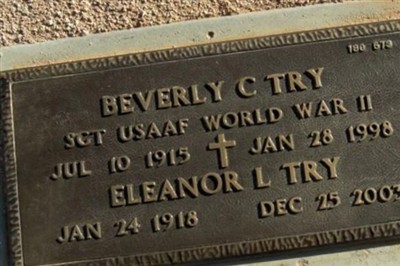 180 673
BEVERLY C TRY
SGT USAAF WORLD WAR II
JUL 10 1915 JAN 28 1998
ELEANOR L TRY
JAN 24 1918 DEC 25 2003